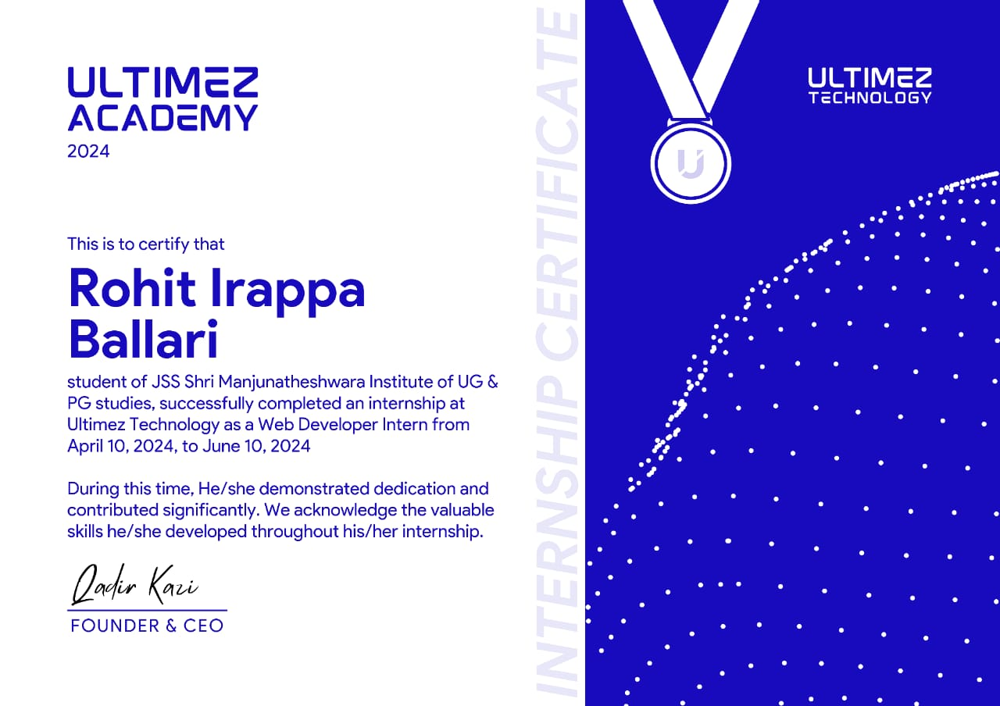 ULTIMEZ
ACADEMY
2024
This is to certify that
Rohit Irappa
Ballari
student of JSS Shri Manjunatheshwara Institute of UG &
PG studies, successfully completed an internship at
Ultimez Technology as a Web Developer Intern from
April 10, 2024, to June 10, 2024
During this time, He/she demonstrated dedication and
contributed significantly. We acknowledge the valuable
skills he/she developed throughout his/her internship.
Qadir Kazi
FOUNDER & CEO
INTERNSHIP CERTIFICATE
U
ULTIMEZ
TECHNOLOGY